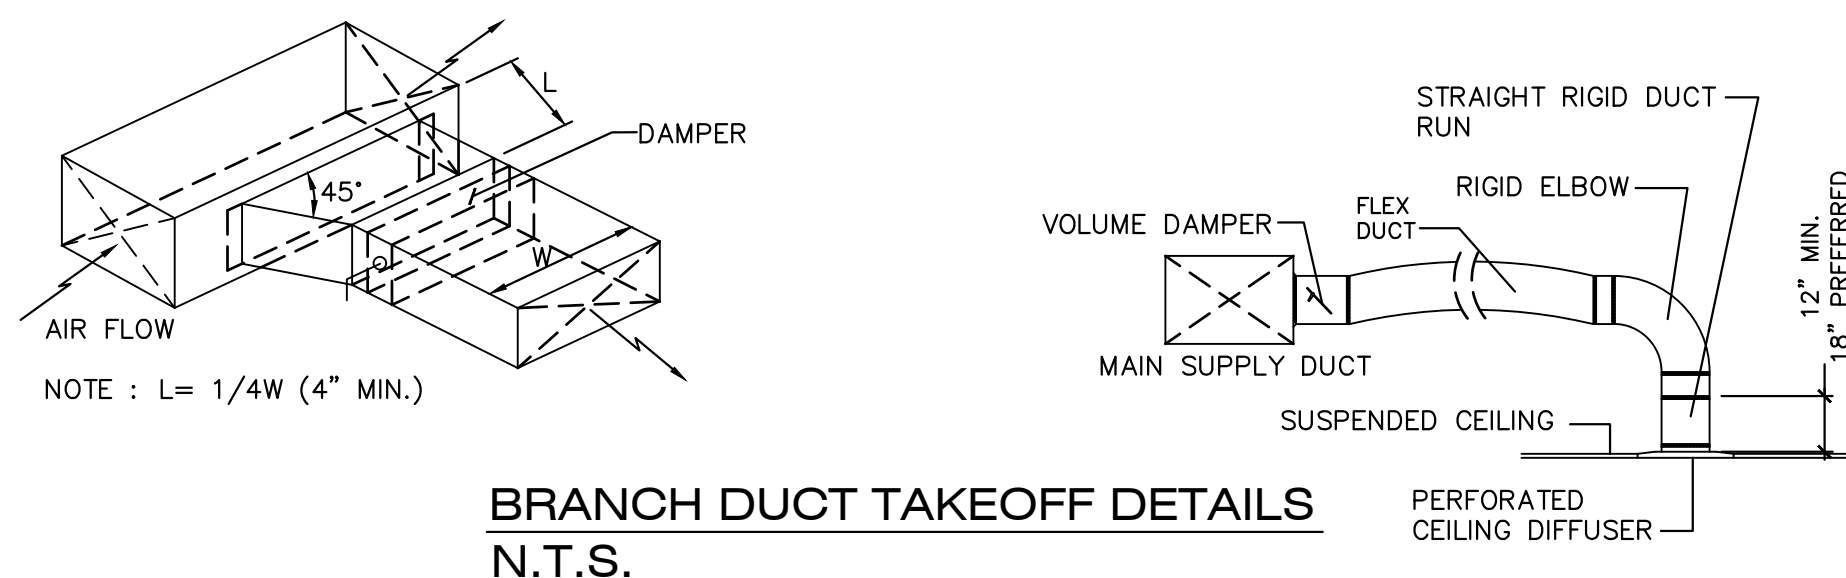 L
DAMPER
45°
W
AIR FLOW
NOTE : L= 1/4W (4” MIN.)
STRAIGHT RIGID DUCT
RUN
RIGID ELBOW
FLEX
DUCT
VOLUME DAMPER
MAIN SUPPLY DUCT
12” MIN.
18” PREFERRED
SUSPENDED CEILING
PERFORATED
CEILING DIFFUSER
BRANCH DUCT TAKEOFF DETAILS
N.T.S.